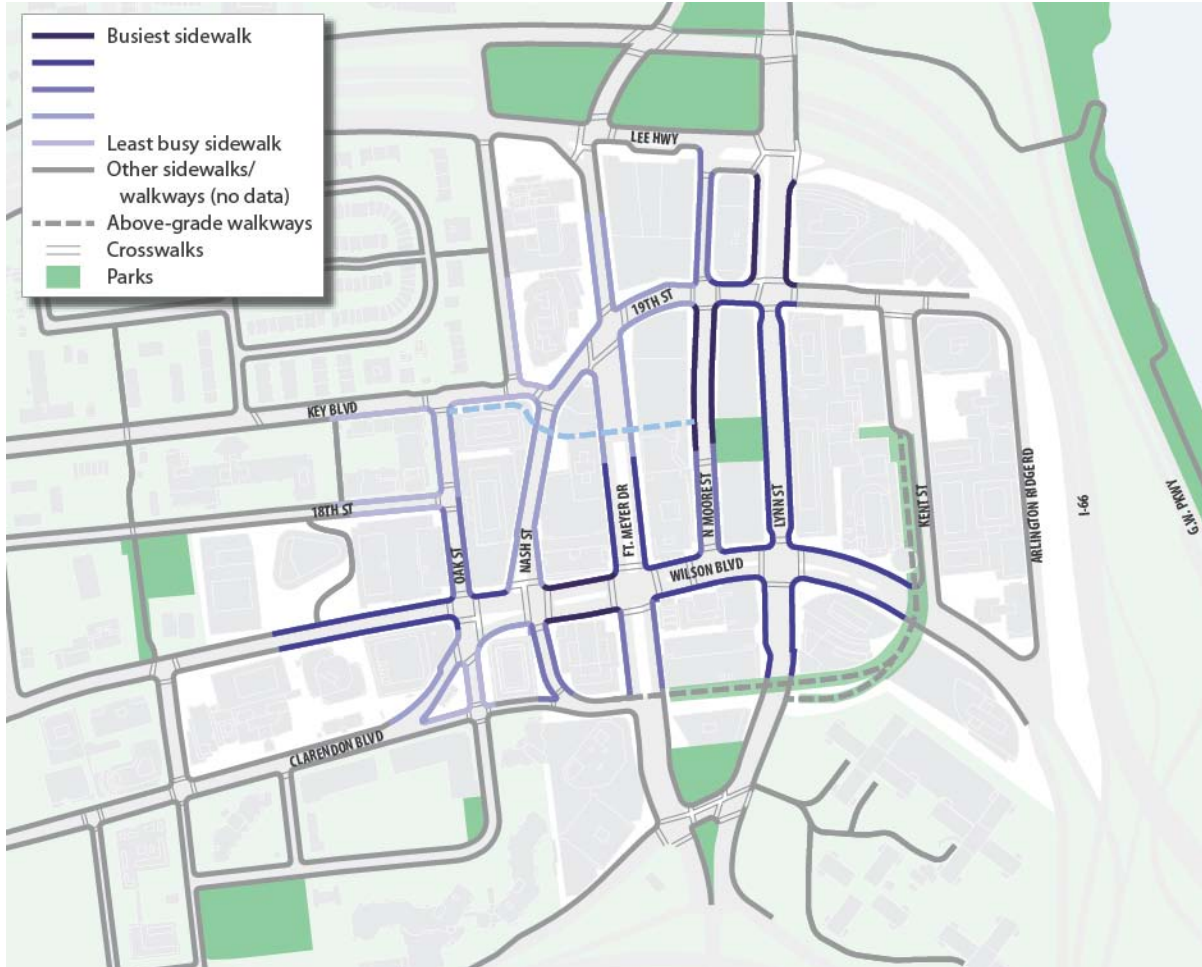 Busiest sidewalk
Least busy sidewalk
Other sidewalks/
walkways (no data)
Above-grade walkways
Crosswalks
Parks
LEE HWY
19TH ST
KEY BLVD
18TH ST
OAK ST
NASH ST
FT. MEYER DR
N MOORE ST
LYNN ST
WILSON BLVD
KENT ST
ARLINGTON RIDGE RD
I-66
G.W. PKWY
CLARENDON BLVD